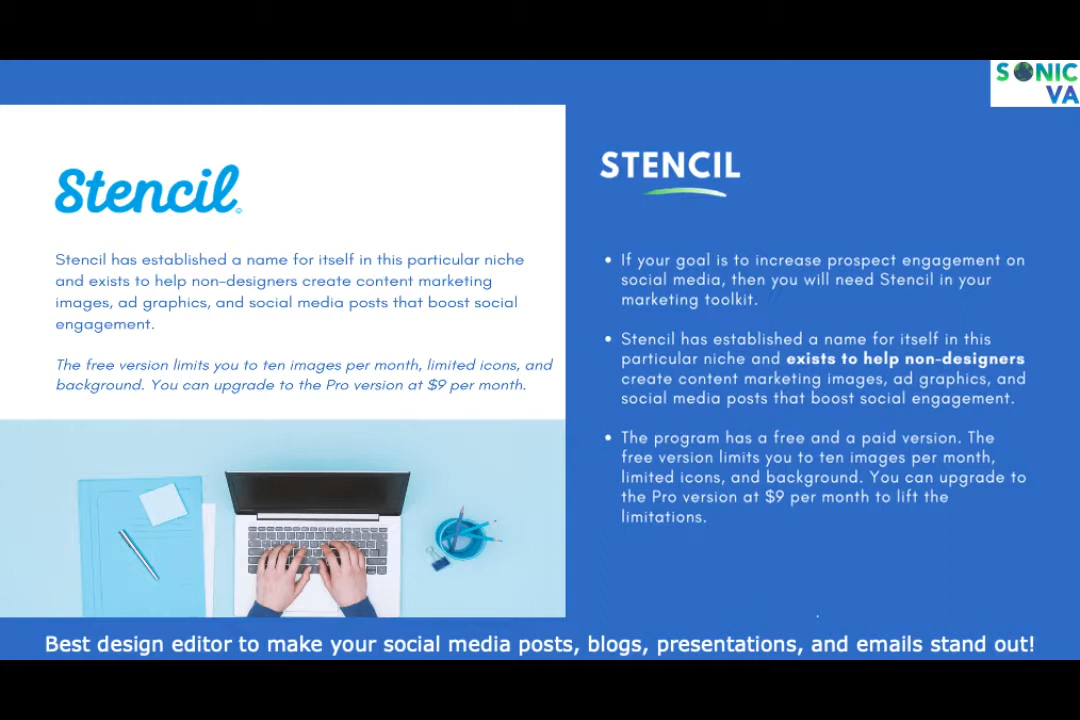 SONIC
VA
Stencil
Stencil has established a name for itself in this particular niche
and exists to help non-designers create content marketing
images, ad graphics, and social media posts that boost social
engagement.
The free version limits you to ten images per month, limited icons, and
background. You can upgrade to the Pro version at $9 per month.
STENCIL
• If your goal is to increase prospect engagement on
social media, then you will need Stencil in your
marketing toolkit.
• Stencil has established a name for itself in this
particular niche and exists to help non-designers
create content marketing images, ad graphics, and
social media posts that boost social engagement.
• The program has a free and a paid version. The
free version limits you to ten images per month,
limited icons, and background. You can upgrade to
the Pro version at $9 per month to lift the
limitations.
Best design editor to make your social media posts, blogs, presentations, and emails stand out!